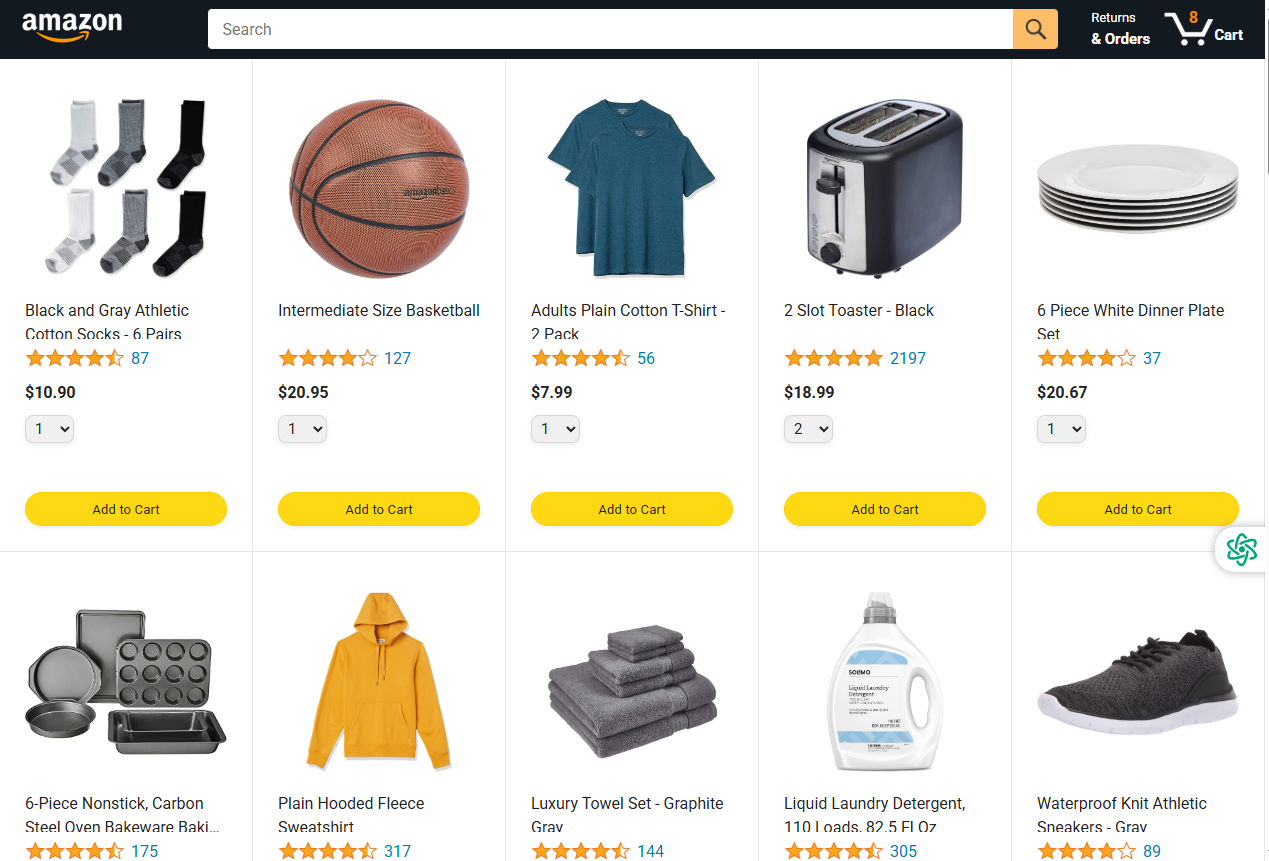 amazon
Search
Returns
& Orders
8
Cart
Black and Gray Athletic
Cotton Socks - 6 Pairs
87
$10.90
1
Add to Cart
Intermediate Size Basketball
127
$20.95
1
Add to Cart
Adults Plain Cotton T-Shirt -
2 Pack
56
$7.99
1
Add to Cart
2 Slot Toaster - Black
2197
$18.99
2
Add to Cart
6 Piece White Dinner Plate
Set
37
$20.67
1
Add to Cart
6-Piece Nonstick, Carbon
Steel Oven Bakeware Baki...
175
Plain Hooded Fleece
Sweatshirt
317
Luxury Towel Set - Graphite
Gray
144
SOLIMO
Liquid Laundry
Detergent
Liquid Laundry Detergent,
110 Loads, 82.5 Fl Oz
305
Waterproof Knit Athletic
Sneakers - Gray
89